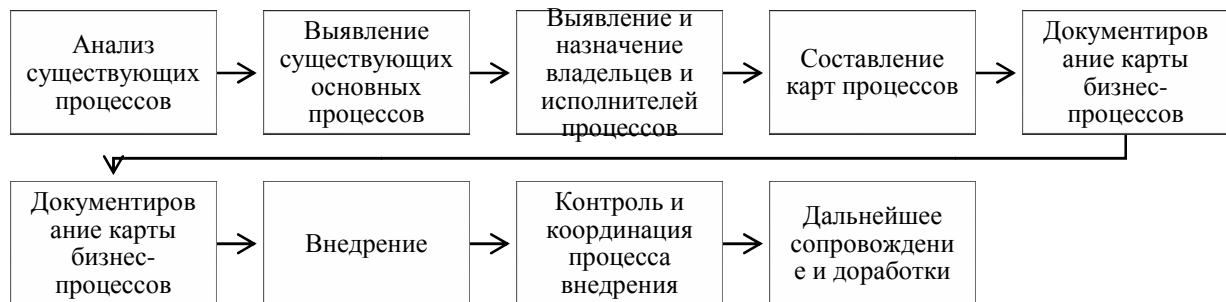 Анализ
существующих
процессов
Выявление
существующих
основных
процессов
Выявление и
назначение
владельцев и
исполнителей
процессов
Составление
карт процессов
Документиров
ание карты
бизнес-
процессов
Документиров
ание карты
бизнес-
процессов
Внедрение
Контроль и
координация
процесса
внедрения
Дальнейшее
сопровождени
е и доработки